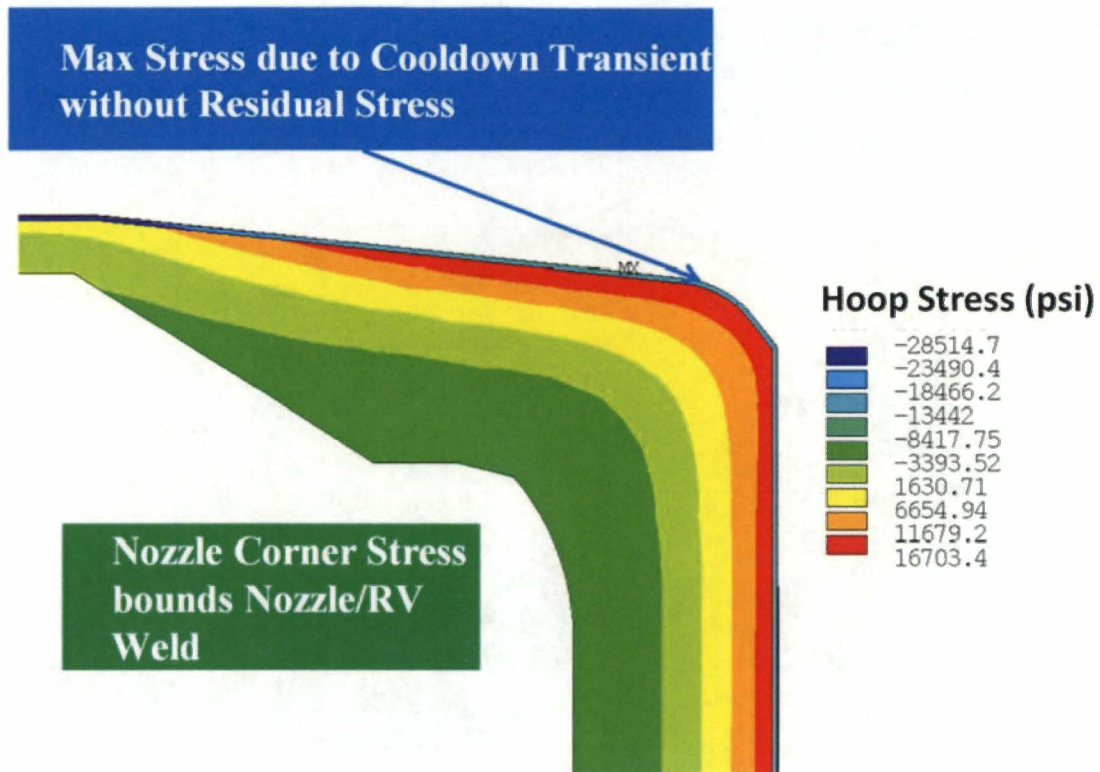 Max Stress due to Cooldown Transient
without Residual Stress
MX
Hoop Stress (psi)
-28514.7
-23490.4
-18466.2
-13442
-8417.75
-3393.52
1630.71
6654.94
11679.2
16703.4
Nozzle Corner Stress
bounds Nozzle/RV
Weld